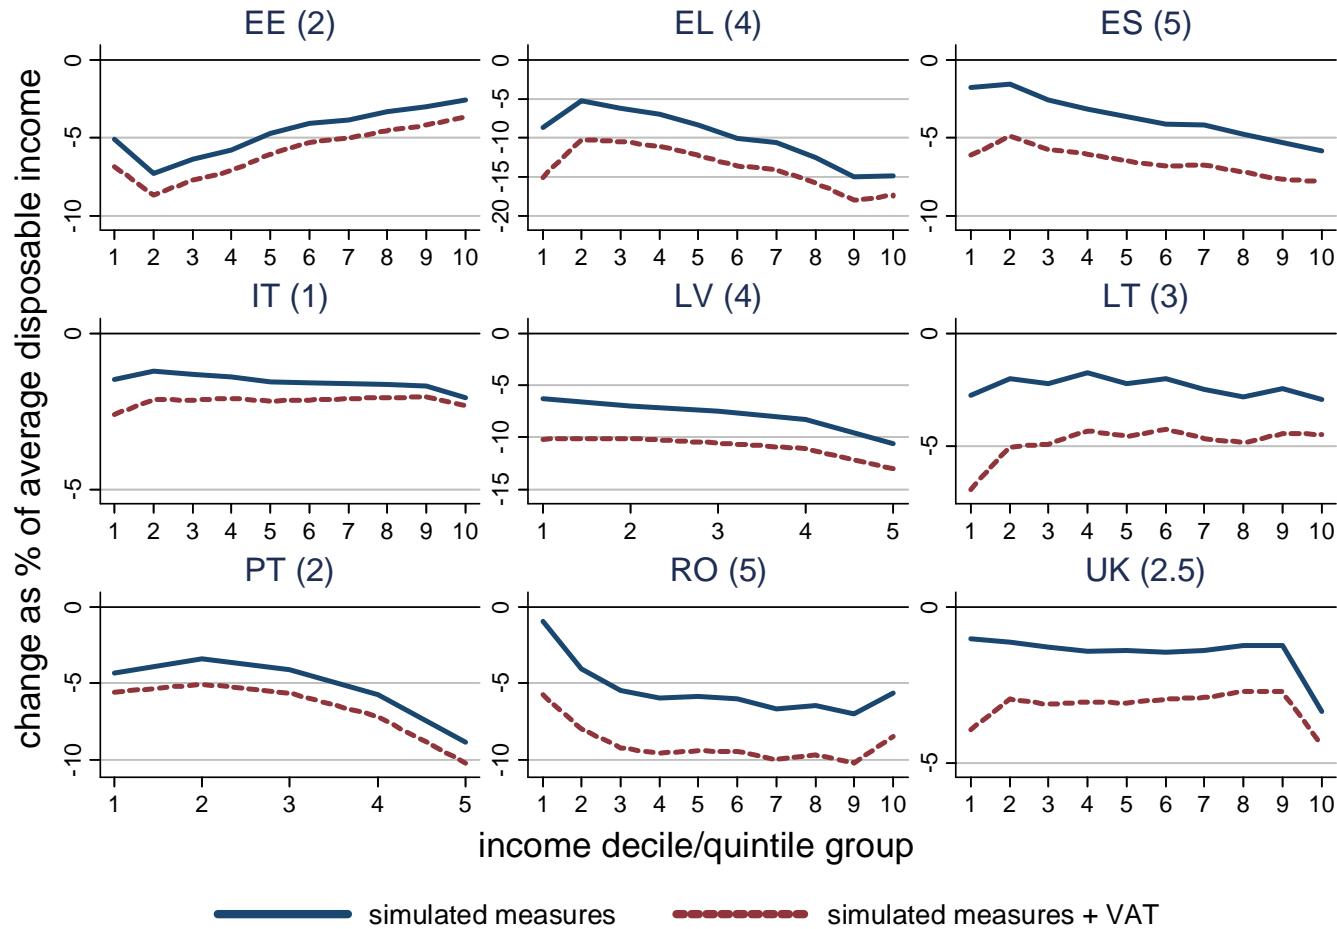 change as % of average disposable income
EE (2)
0
-5
-10
1 2 3 4 5 6 7 8 9 10
EL (4)
0
-5
-10
-15
-20
1 2 3 4 5 6 7 8 9 10
ES (5)
0
-5
-10
1 2 3 4 5 6 7 8 9 10
IT (1)
0
-5
1 2 3 4 5 6 7 8 9 10
LV (4)
0
-5
-10
-15
1 2 3 4 5
LT (3)
0
-5
1 2 3 4 5 6 7 8 9 10
PT (2)
0
-5
-10
1 2 3 4 5
RO (5)
0
-5
-10
1 2 3 4 5 6 7 8 9 10
UK (2.5)
0
-5
1 2 3 4 5 6 7 8 9 10
income decile/quintile group
simulated measures
simulated measures + VAT